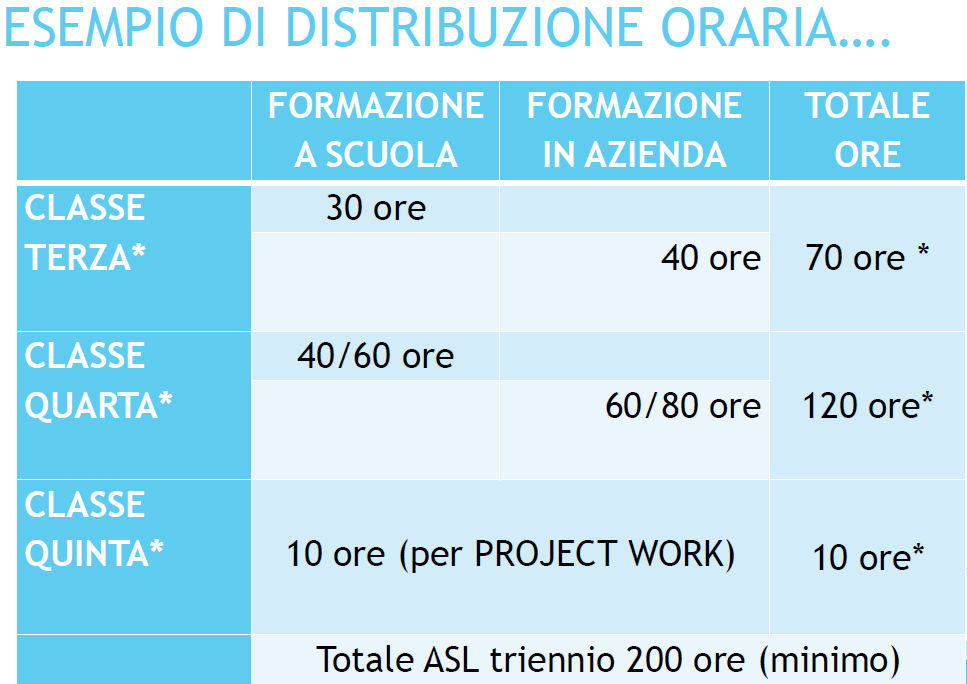 ESEMPIO DI DISTRIBUZIONE ORARIA….
FORMAZIONE A SCUOLA
FORMAZIONE IN AZIENDA
TOTALE ORE
CLASSE TERZA*
30 ore
40 ore
70 ore *
CLASSE QUARTA*
40/60 ore
60/80 ore
120 ore*
CLASSE QUINTA*
10 ore (per PROJECT WORK)
10 ore*
Totale ASL triennio 200 ore (minimo)